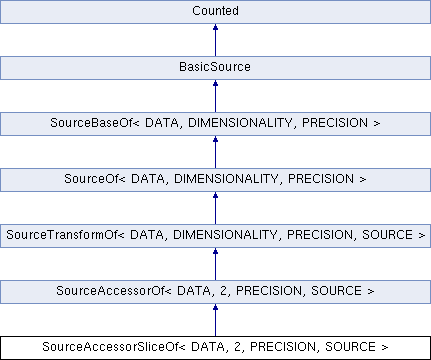 Counted
BasicSource
SourceBaseOf< DATA, DIMENSIONALITY, PRECISION >
SourceOf< DATA, DIMENSIONALITY, PRECISION >
SourceTransformOf< DATA, DIMENSIONALITY, PRECISION, SOURCE >
SourceAccessorOf< DATA, 2, PRECISION, SOURCE >
SourceAccessorSliceOf< DATA, 2, PRECISION, SOURCE >